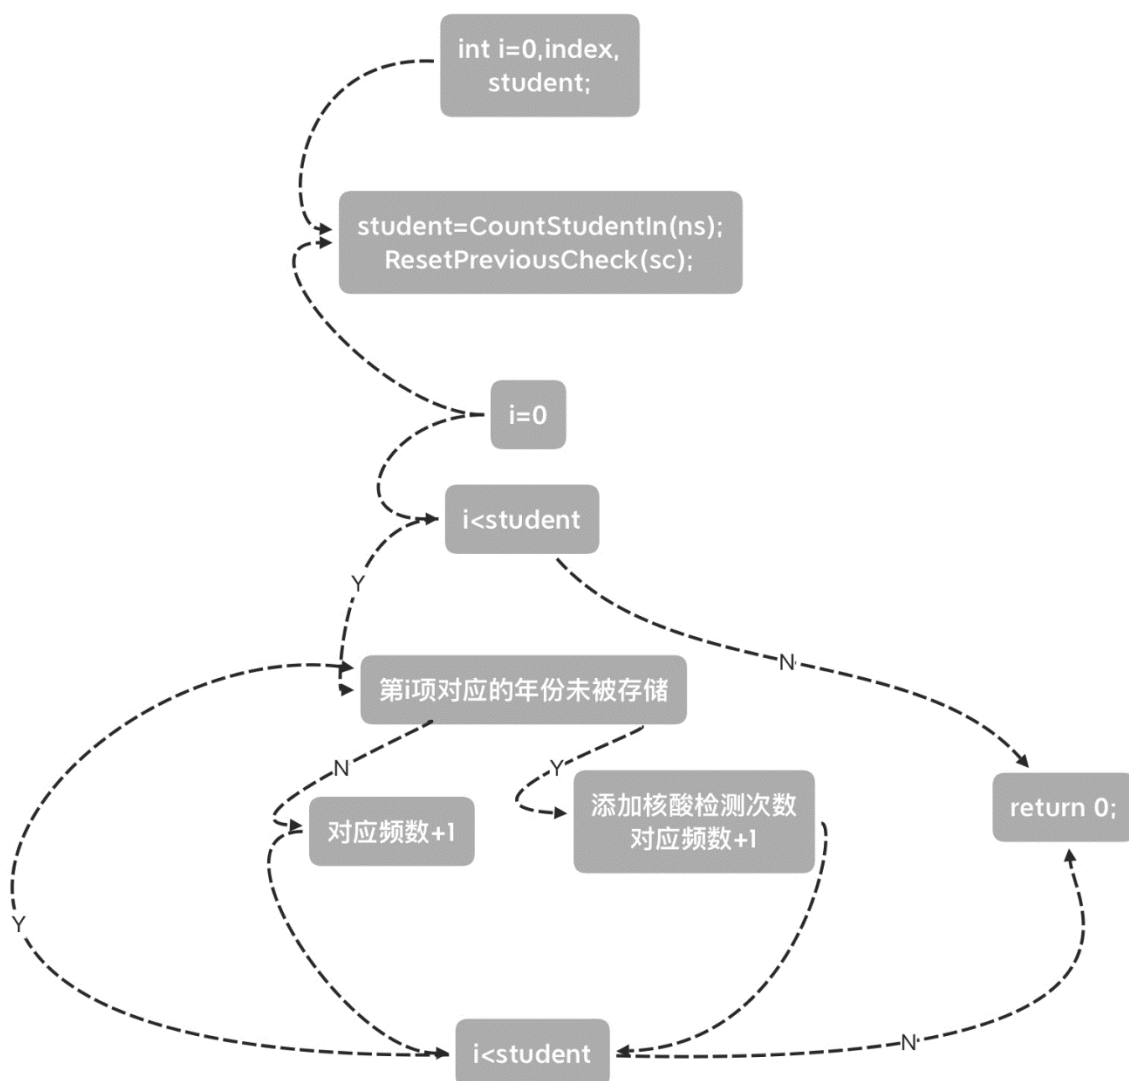 int i=0,index,
student;
student=CountStudentIn(ns);
ResetPreviousCheck(sc);
i=0
i<student
Y
N
第i项对应的年份未被存储
N
Y
对应频数+1
添加核酸检测次数
对应频数+1
return 0;
Y
i<student
N